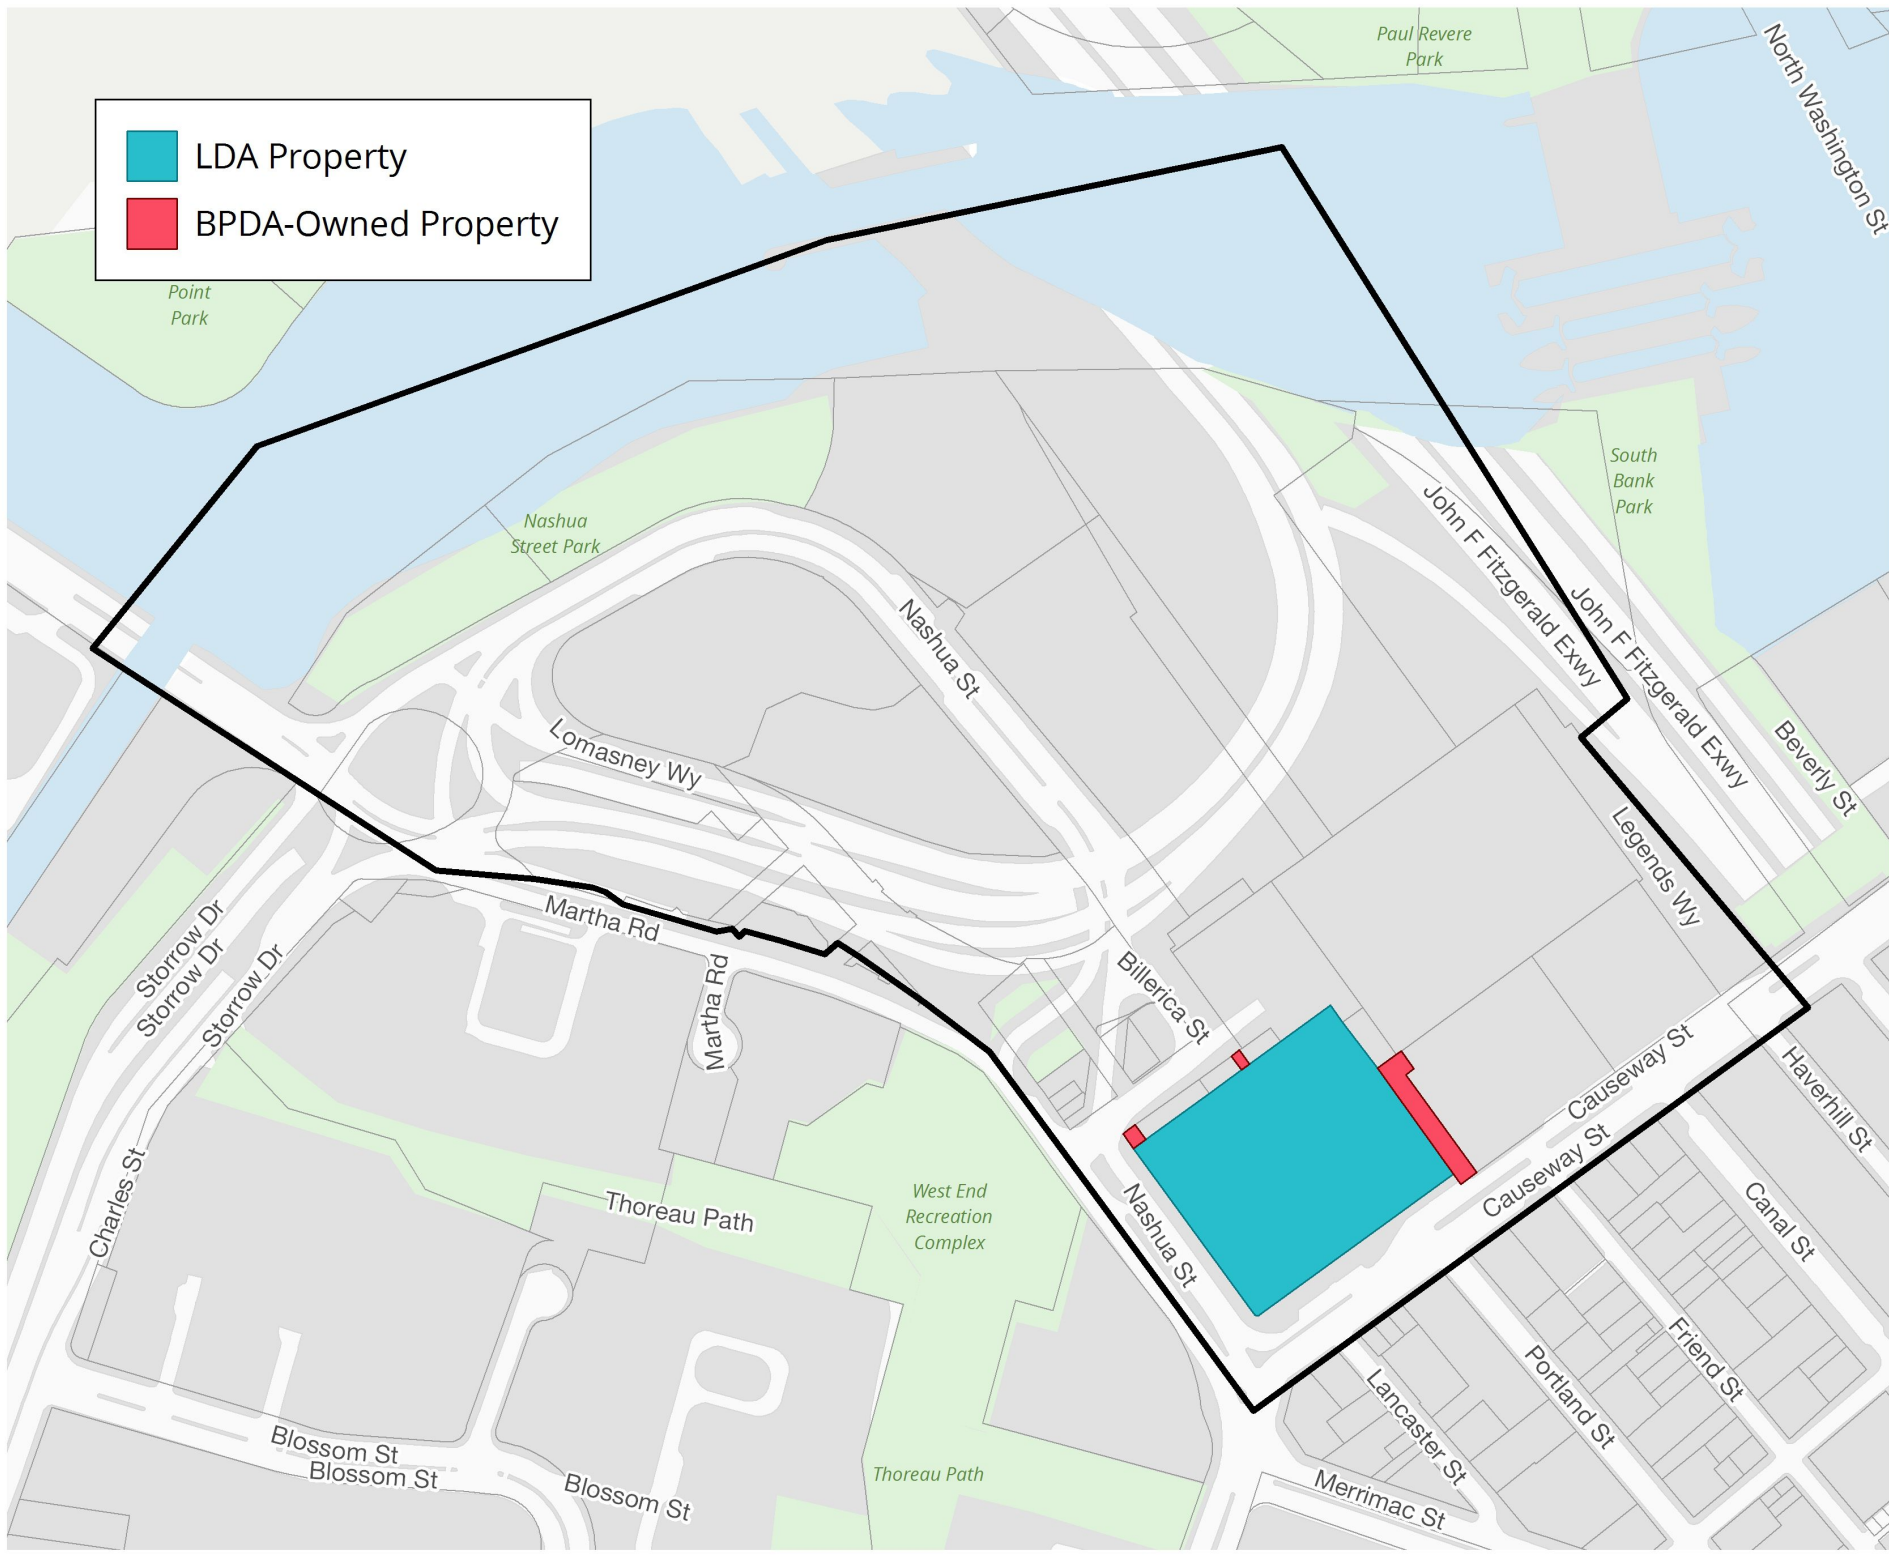 Paul Revere
Park
North Washington St
LDA Property
BPDA-Owned Property
Point
Park
South
Bank
Park
Nashua
Street Park
John F Fitzgerald Exwy
John F Fitzgerald Exwy
Nashua St
Lomasney Wy
Beverly St
Legends Wy
Martha Rd
Storrow Dr
Storrow Dr
Storrow Dr
Martha Rd
Billerica St
Causeway St
Causeway St
Haverhill St
Charles St
Thoreau Path
West End
Recreation
Complex
Nashua St
Canal St
Friend St
Portland St
Lancaster St
Blossom St
Blossom St
Blossom St
Thoreau Path
Merrimac St